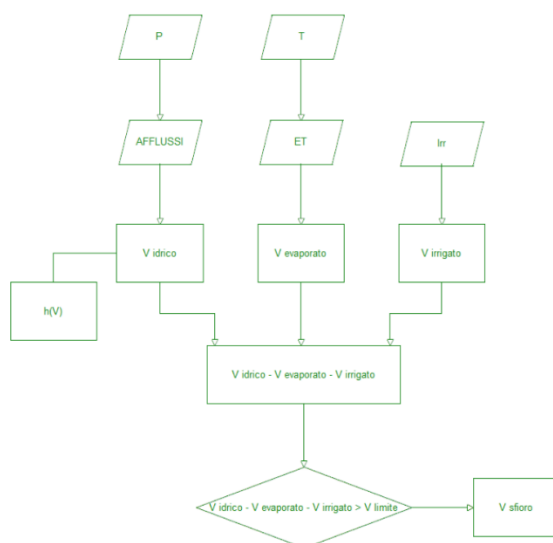 P
T
AFFLUSSI
ET
Irr
V idrico
V evaporato
V irrigato
h(V)
V idrico - V evaporato - V irrigato
V idrico - V evaporato - V irrigato > V limite
V sfioro